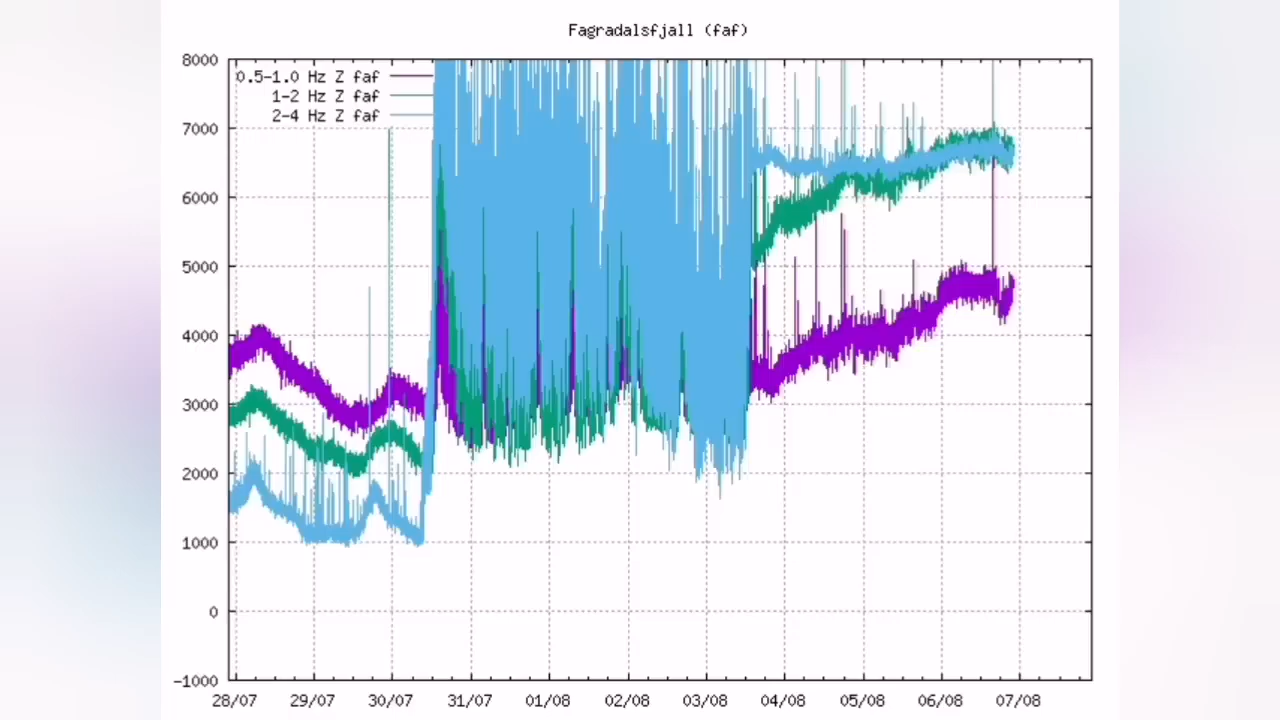 Fagradalsfjall (faf)
8000
0.5-1.0 Hz Z faf
1-2 Hz Z faf
2-4 Hz Z faf
7000
6000
5000
4000
3000
2000
1000
0
-1000
28/07 29/07 30/07 31/07 01/08 02/08 03/08 04/08 05/08 06/08 07/08